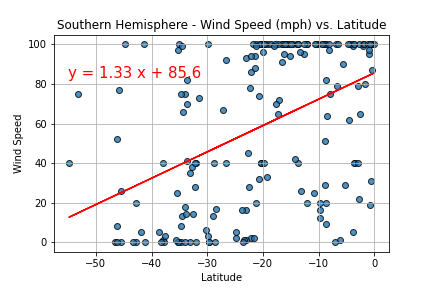 Southern Hemisphere - Wind Speed (mph) vs. Latitude
100
y = 1.33 x + 85.6
80
60
40
20
0
Wind Speed
−50 −40 −30 −20 −10 0
Latitude